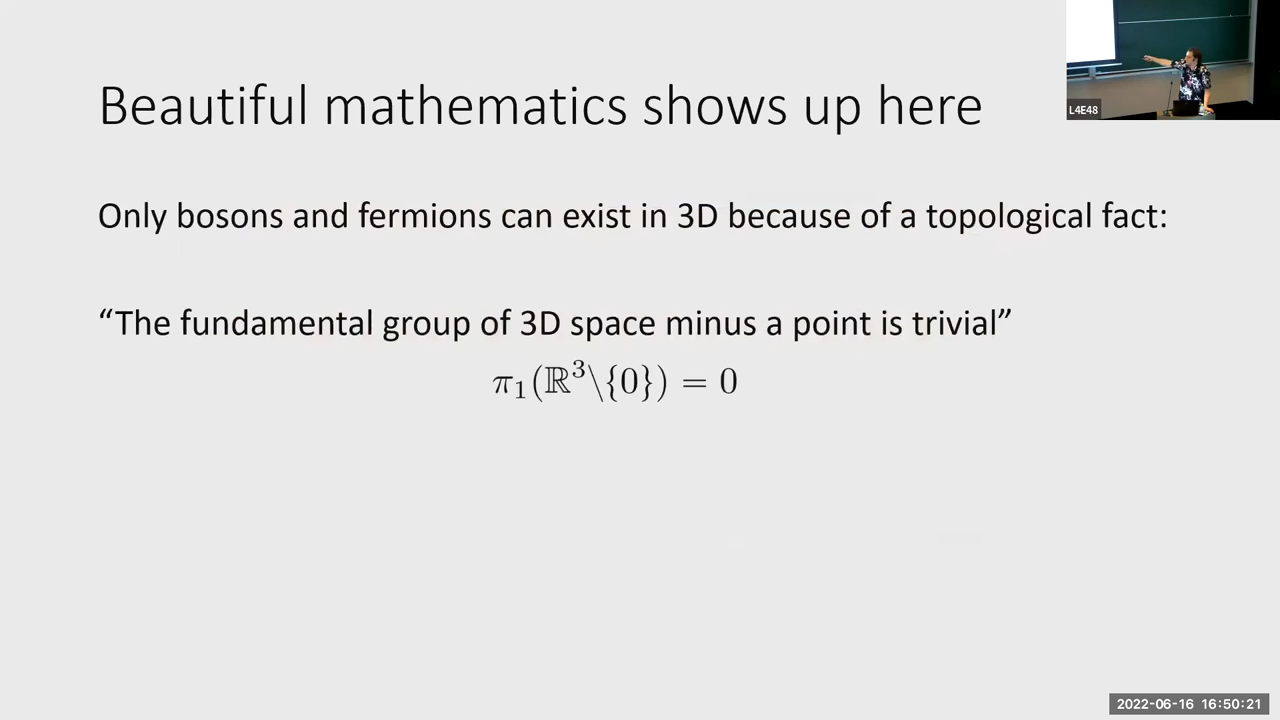 Beautiful mathematics shows up here
L4E48
Only bosons and fermions can exist in 3D because of a topological fact:
“The fundamental group of 3D space minus a point is trivial”
π₁(ℝ³\{0}) = 0
2022-06-16 16:50:21